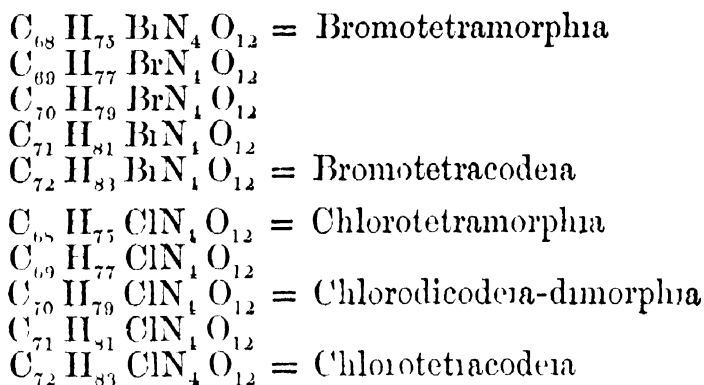 C₆₈ H₇₅ BrN₄ O₁₂ = Bromotetramorphia
C₆₉ H₇₇ BrN₄ O₁₂
C₇₀ H₇₉ BrN₄ O₁₂
C₇₁ H₈₁ BrN₄ O₁₂
C₇₂ H₈₃ BrN₄ O₁₂ = Bromotetracodeia
C₆₈ H₇₅ ClN₄ O₁₂ = Chlorotetramorphia
C₆₉ H₇₇ ClN₄ O₁₂
C₇₀ H₇₉ ClN₄ O₁₂ = Chlorodicodeia-dimorphia
C₇₁ H₈₁ ClN₄ O₁₂
C₇₂ H₈₃ ClN₄ O₁₂ = Chlorotetracodeia